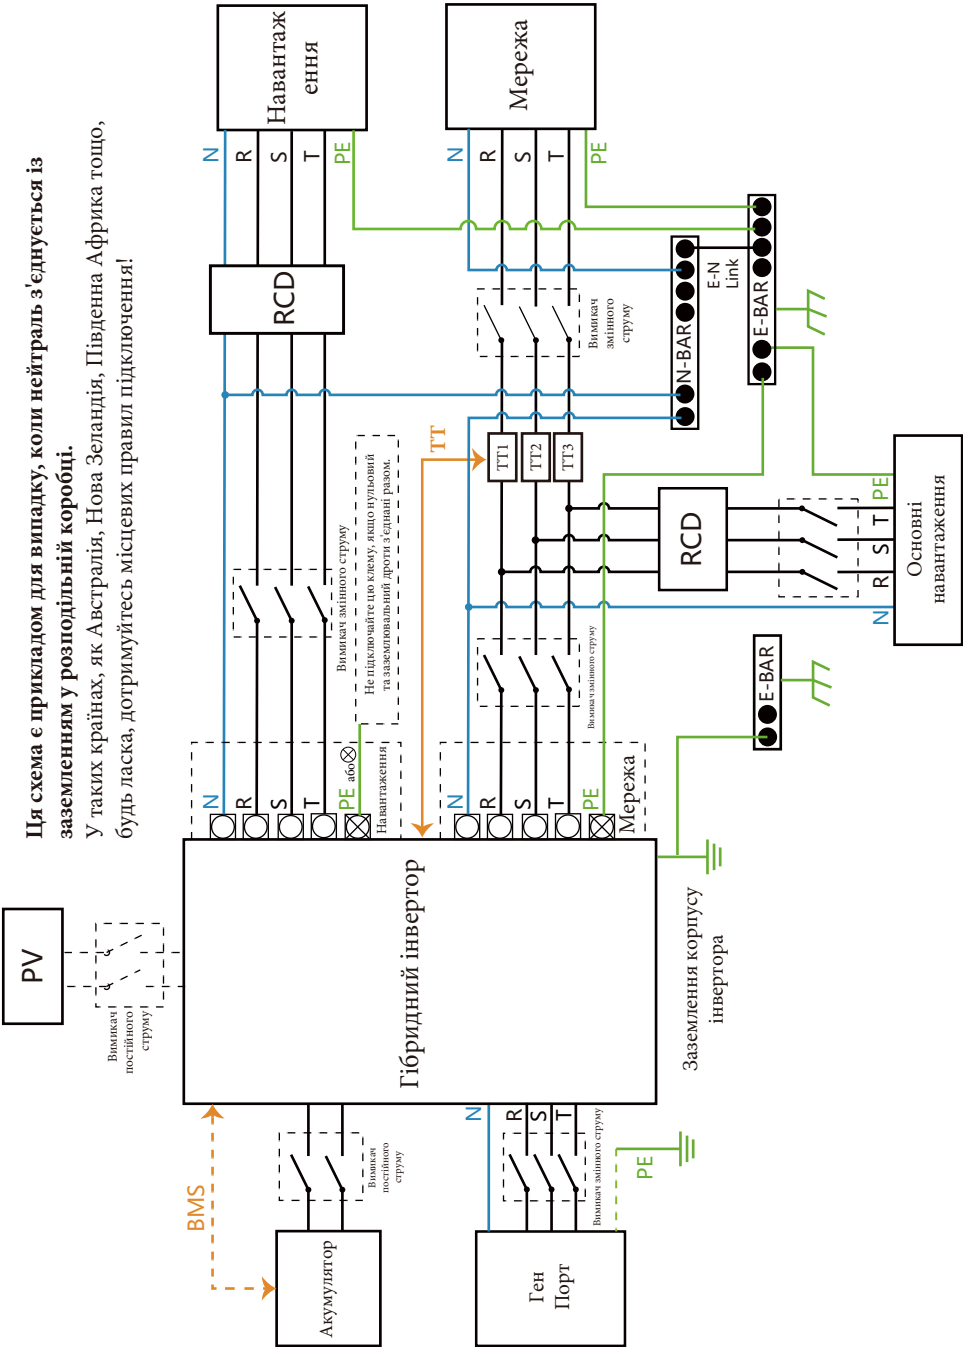 Ця схема є прикладом для випадку, коли нейтраль з'єднується із
заземленням у розподільній коробці.
У таких країнах, як Австралія, Нова Зеландія, Південна Африка тощо,
будь ласка, дотримуйтесь місцевих правил підключення!
PV
Вимикач
постійного
струму
BMS
Акумулятор
Вимикач
постійного
струму
Гібридний інвертор
N
R
S
T
PE
або
Навантаження
Вимикач змінного струму
Не підключайте цю клему, якщо нульовий
та заземлювальний дроти з'єднані разом.
RCD
N
R
S
T
PE
Навантаж
ення
TT
N
R
S
T
PE
Мережа
Вимикач змінного струму
TT1
TT2
TT3
Вимикач
змінного
струму
N
R
S
T
PE
Мережа
N-BAR
E-N
Link
E-BAR
RCD
N
R
S
T
PE
Основні
навантаження
E-BAR
Заземлення корпусу
інвертора
N
R
S
T
Вимикач змінного струму
PE
Ген
Порт